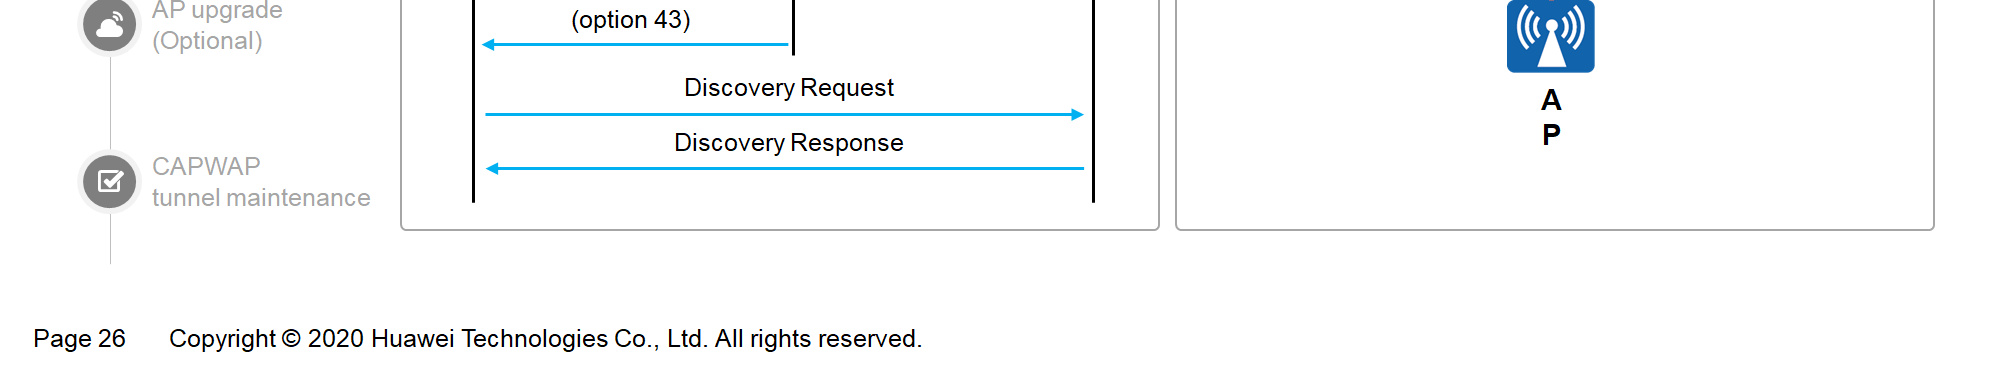 AP upgrade
(Optional)
(option 43)
Discovery Request
Discovery Response
CAPWAP
tunnel maintenance
A
P
Page 26 Copyright © 2020 Huawei Technologies Co., Ltd. All rights reserved.